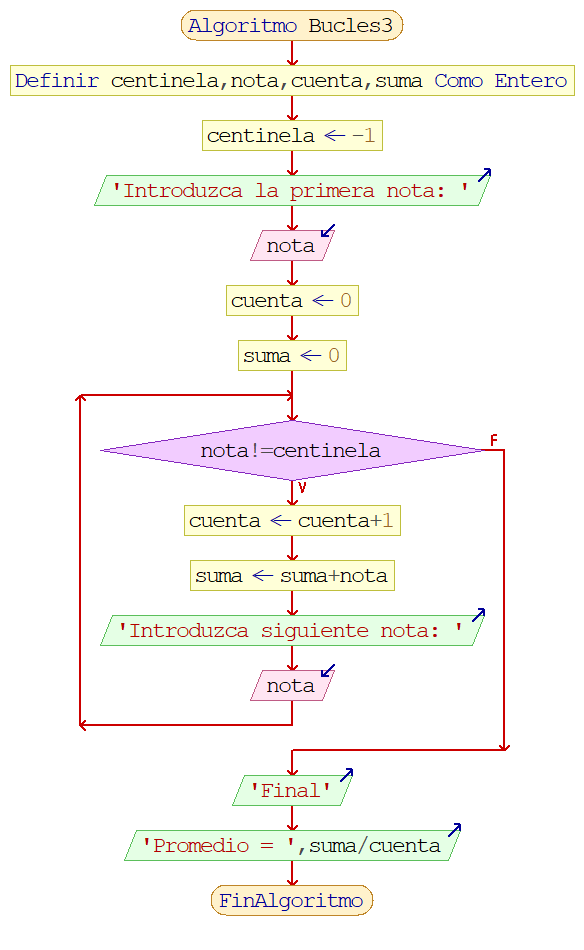 Algoritmo Bucles3
Definir centinela,nota,cuenta,suma Como Entero
centinela ← -1
'Introduzca la primera nota: '
nota
cuenta ← 0
suma ← 0
nota!=centinela
F
V
cuenta ← cuenta+1
suma ← suma+nota
'Introduzca siguiente nota: '
nota
'Final'
'Promedio = ',suma/cuenta
FinAlgoritmo